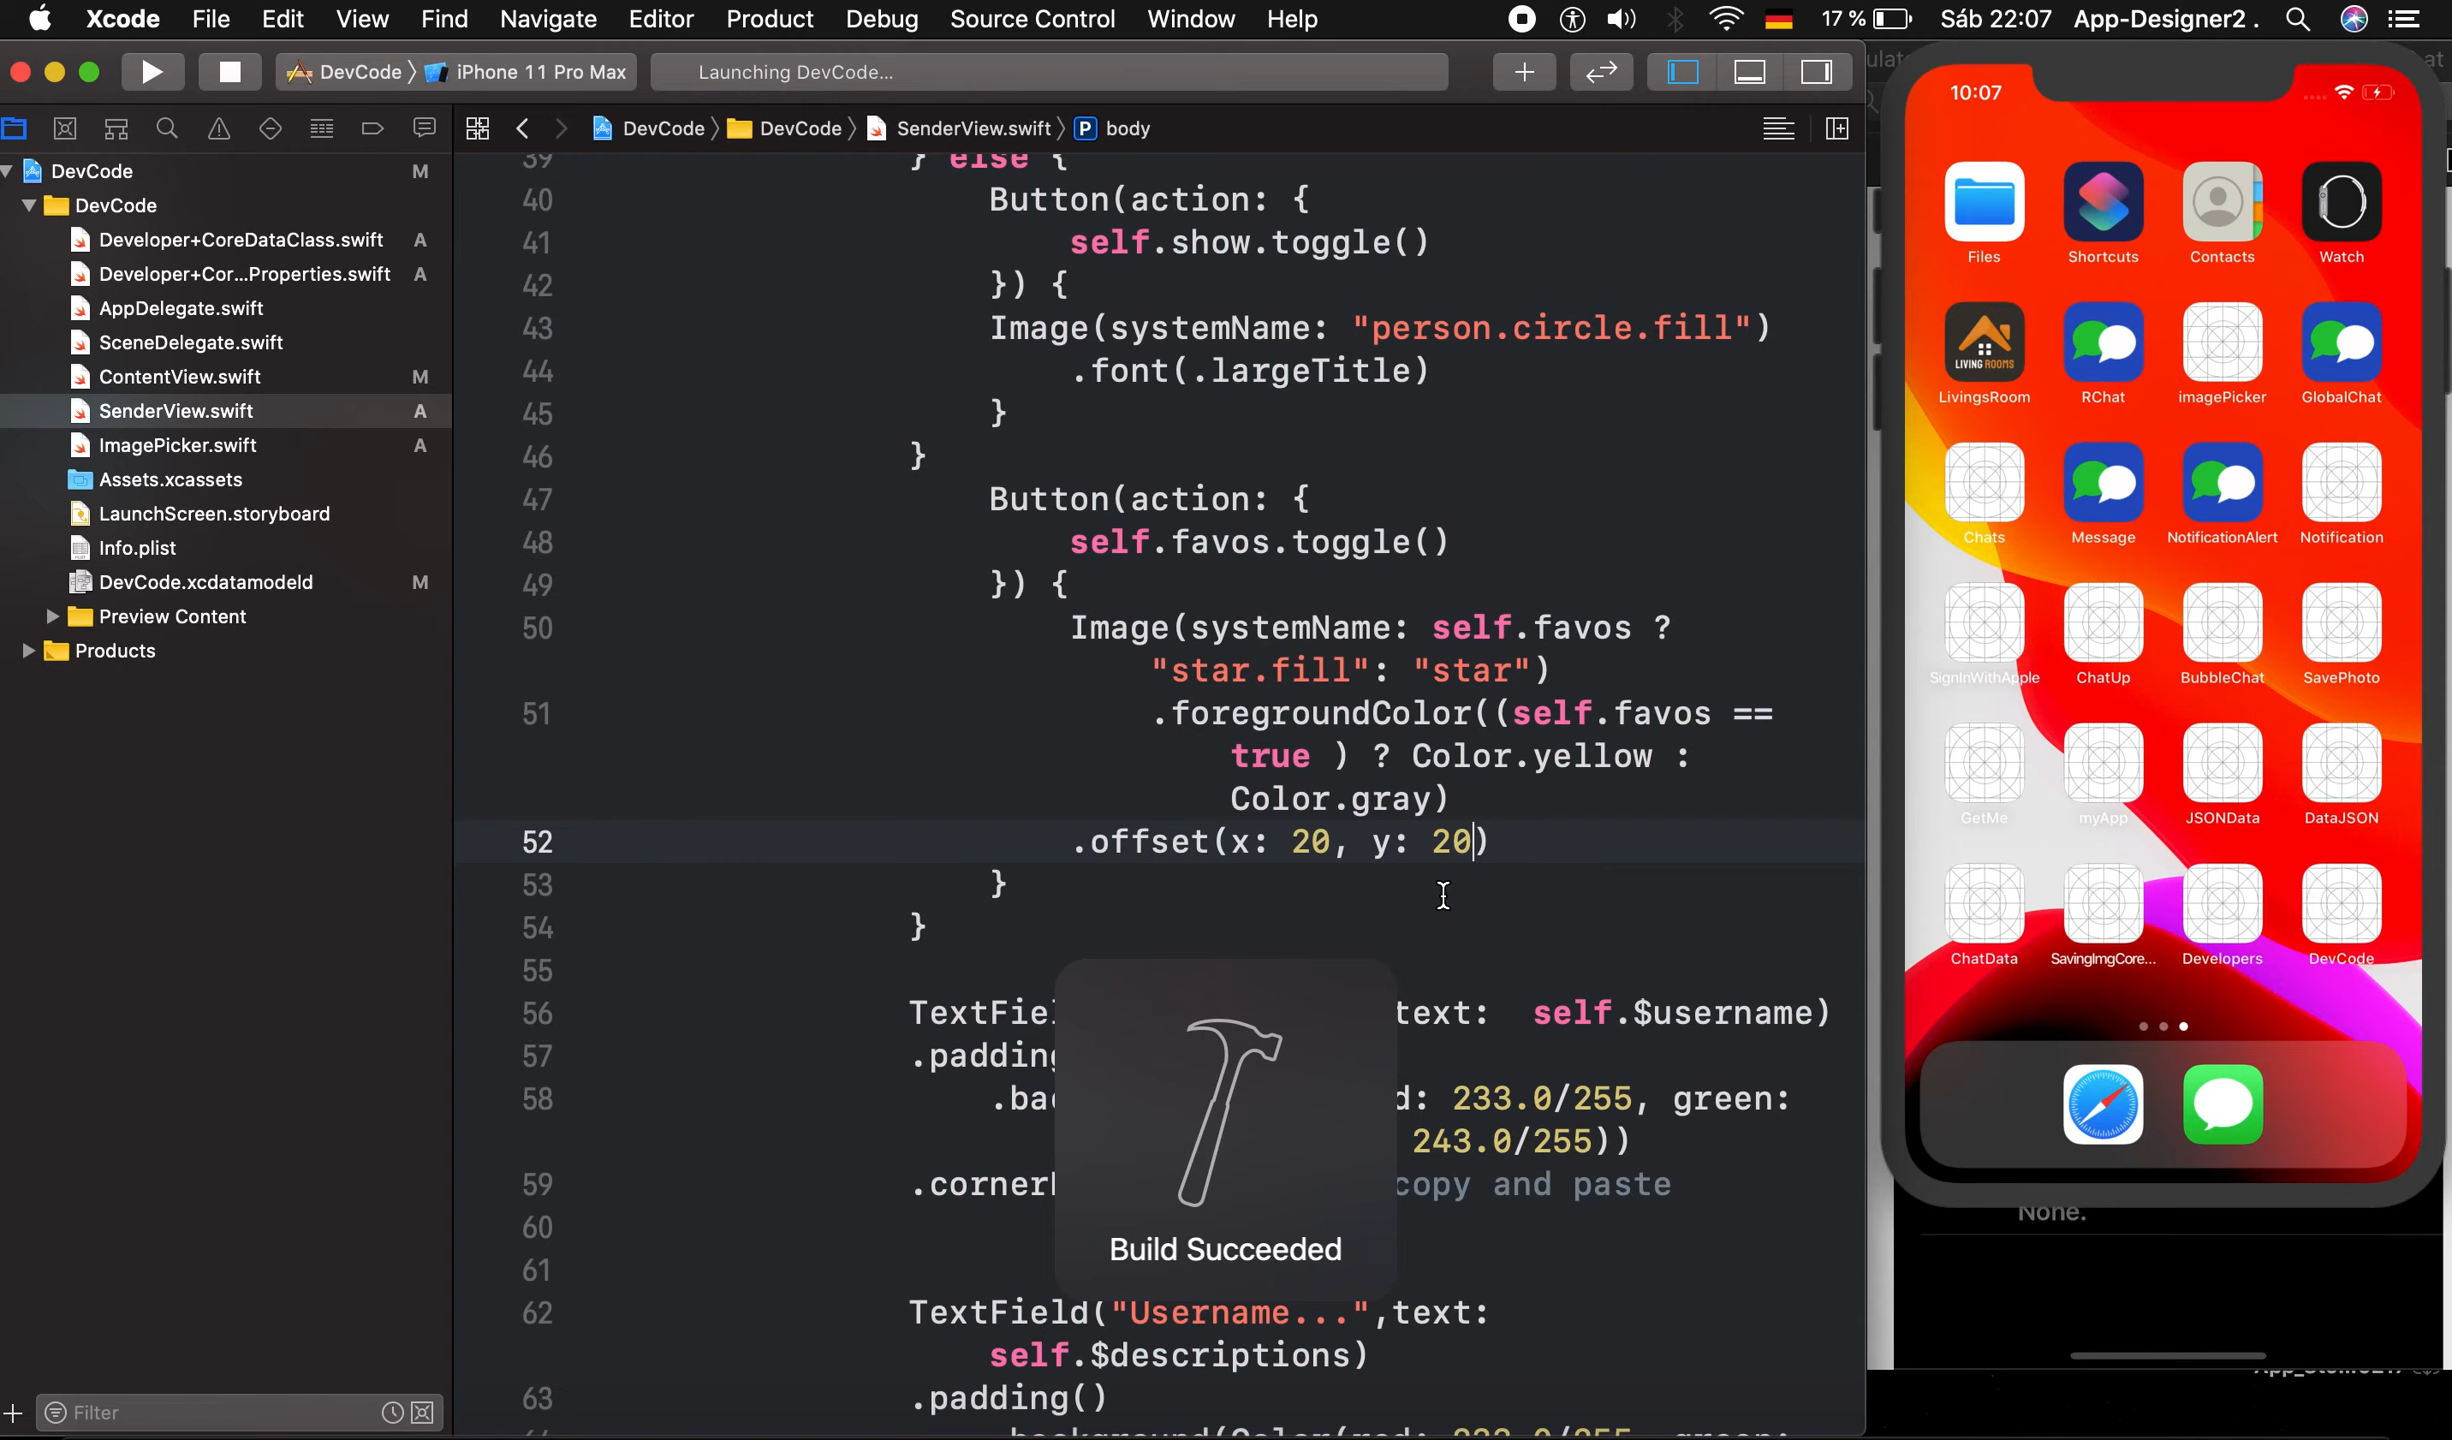 Xcode File Edit View Find Navigate Editor Product Debug Source Control Window Help 17 % Sáb 22:07 App-Designer2 .
DevCode iPhone 11 Pro Max Launching DevCode...
DevCode DevCode SenderView.swift P body
DevCode M
DevCode
Developer+CoreDataClass.swift A
Developer+Cor...Properties.swift A
AppDelegate.swift
SceneDelegate.swift
ContentView.swift M
SenderView.swift A
ImagePicker.swift A
Assets.xcassets
LaunchScreen.storyboard
Info.plist
DevCode.xcdatamodeld M
Preview Content
Products
Filter
39 } else {
40 Button(action: {
41 self.show.toggle()
42 }) {
43 Image(systemName: "person.circle.fill")
44 .font(.largeTitle)
45 }
46 }
47 Button(action: {
48 self.favos.toggle()
49 }) {
50 Image(systemName: self.favos ?
"star.fill": "star")
51 .foregroundColor((self.favos ==
true ) ? Color.yellow :
Color.gray)
52 .offset(x: 20, y: 20)
53 }
54 }
55
56 TextFiel text: self.$username)
57 .padding
58 .bac d: 233.0/255, green:
243.0/255))
59 .cornerR copy and paste
60
61
62 TextField("Username...",text:
self.$descriptions)
63 .padding()
Build Succeeded
10:07
Files Shortcuts Contacts Watch
LIVING ROOMS
LivingsRoom RChat imagePicker GlobalChat
Chats Message NotificationAlert Notification
SignInWithApple ChatUp BubbleChat SavePhoto
GetMe myApp JSONData DataJSON
ChatData SavingImgCore... Developers DevCode
None.